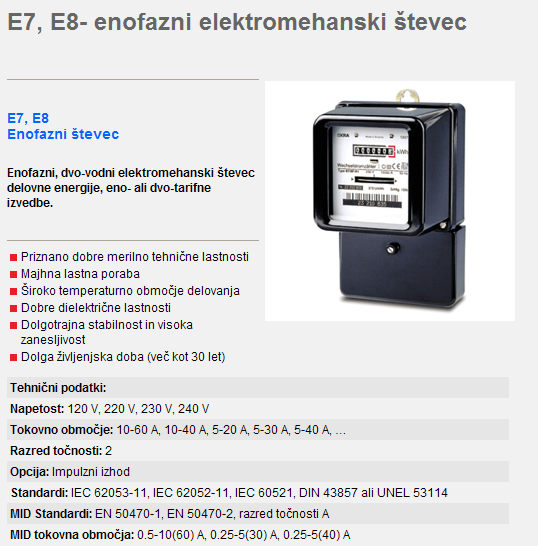 E7, E8- enofazni elektromehanski števec
E7, E8
Enofazni števec
Enofazni, dvo-vodni elektromehanski števec
delovne energije, eno- ali dvo-tarifne
izvedbe.
Priznano dobre merilno tehnične lastnosti
Majhna lastna poraba
Široko temperaturno območje delovanja
Dobre dielektrične lastnosti
Dolgotrajna stabilnost in visoka
zanesljivost
Dolga življenjska doba (več kot 30 let)
kWh
Wechselstromzähler
Tehnični podatki:
Napetost: 120 V, 220 V, 230 V, 240 V
Tokovno območje: 10-60 A, 10-40 A, 5-20 A, 5-30 A, 5-40 A, ...
Razred točnosti: 2
Opcija: Impulzni izhod
Standardi: IEC 62053-11, IEC 62052-11, IEC 60521, DIN 43857 ali UNEL 53114
MID Standardi: EN 50470-1, EN 50470-2, razred točnosti A
MID tokovna območja: 0.5-10(60) A, 0.25-5(30) A, 0.25-5(40) A